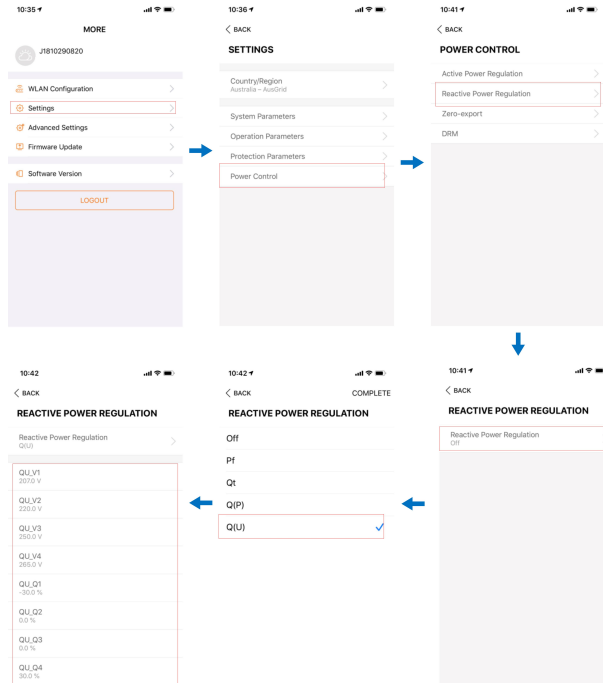 10:35
MORE
J1810290820
WLAN Configuration
Settings
Advanced Settings
Firmware Update
Software Version
LOGOUT
10:36
BACK
SETTINGS
Country/Region
Australia – AusGrid
System Parameters
Operation Parameters
Protection Parameters
Power Control
10:41
BACK
POWER CONTROL
Active Power Regulation
Reactive Power Regulation
Zero-export
DRM
10:41
BACK
REACTIVE POWER REGULATION
Reactive Power Regulation
Off
10:42
BACK COMPLETE
REACTIVE POWER REGULATION
Off
Pf
Qt
Q(P)
Q(U)
10:42
BACK
REACTIVE POWER REGULATION
Reactive Power Regulation
Q(U)
QU_V1
207.0 V
QU_V2
220.0 V
QU_V3
250.0 V
QU_V4
265.0 V
QU_Q1
-30.0 %
QU_Q2
0.0 %
QU_Q3
0.0 %
QU_Q4
30.0 %